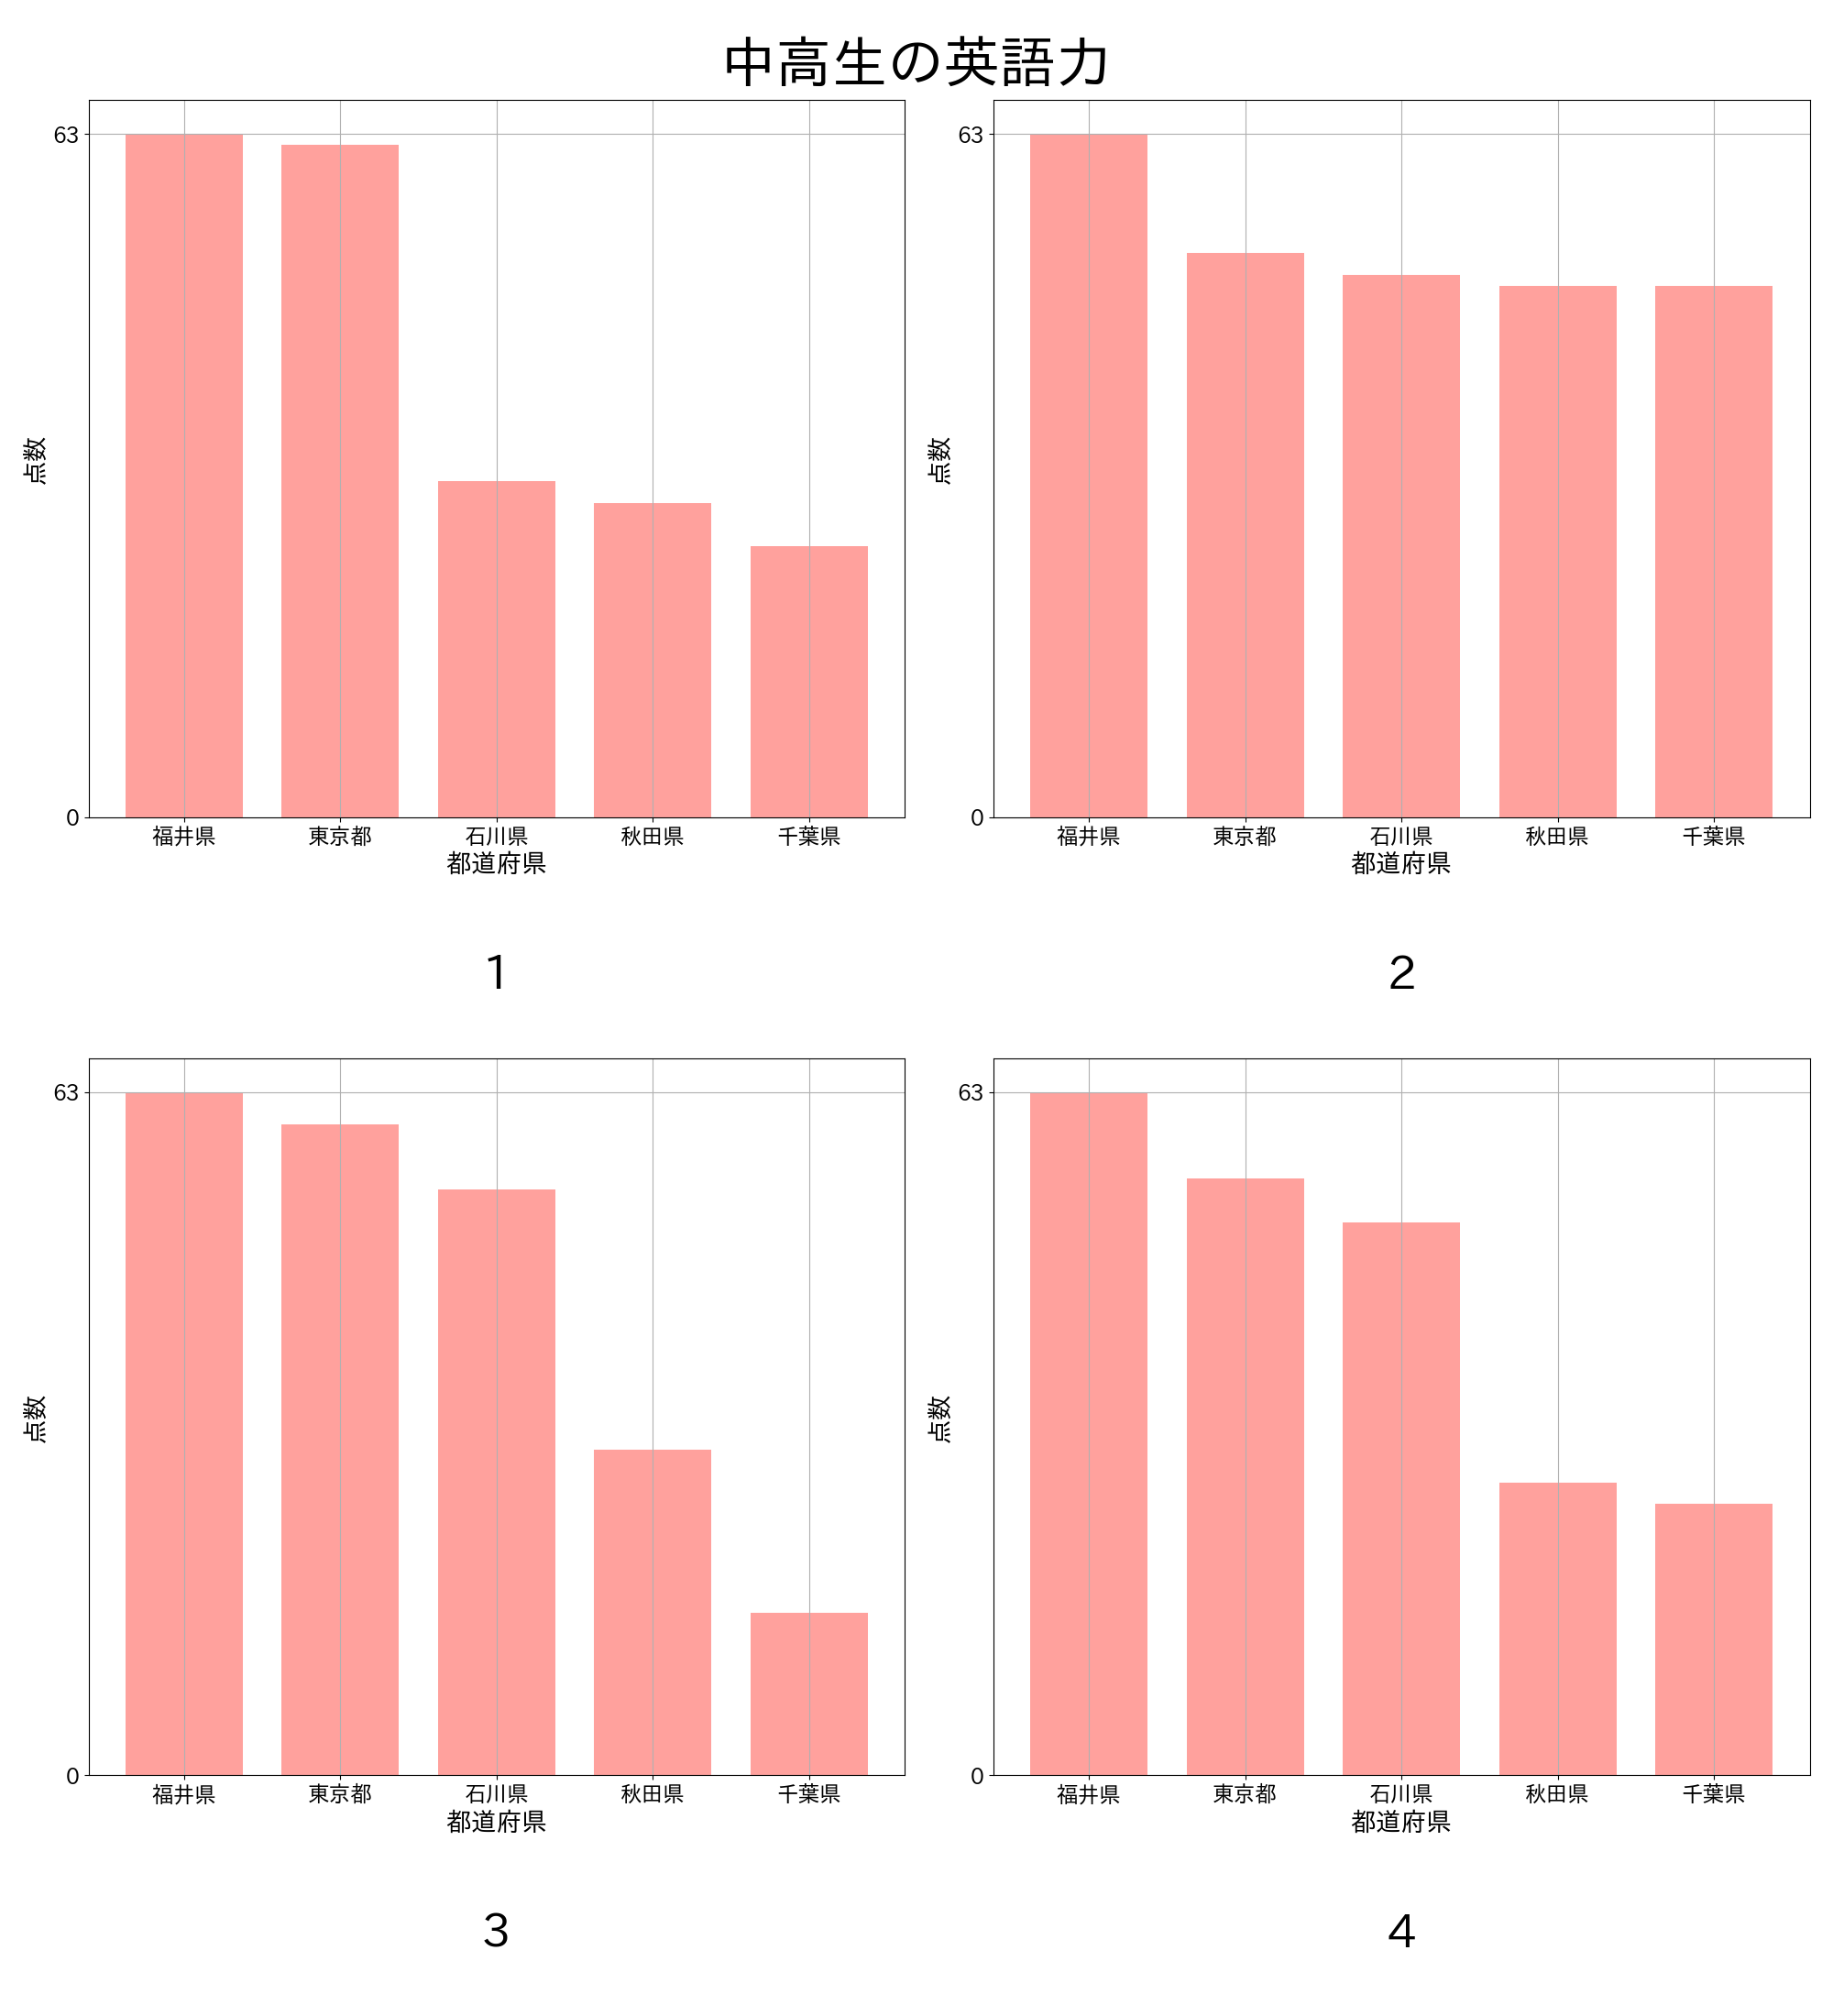 中高生の英語力
63
0
点数
福井県 東京都 石川県 秋田県 千葉県
都道府県
1
63
0
点数
福井県 東京都 石川県 秋田県 千葉県
都道府県
2
63
0
点数
福井県 東京都 石川県 秋田県 千葉県
都道府県
3
63
0
点数
福井県 東京都 石川県 秋田県 千葉県
都道府県
4